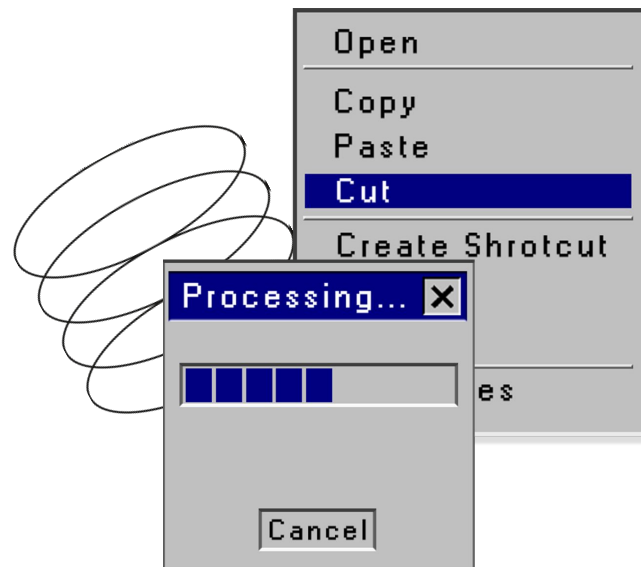 Open
Copy
Paste
Cut
Create Shrotcut
Processing...
es
Cancel